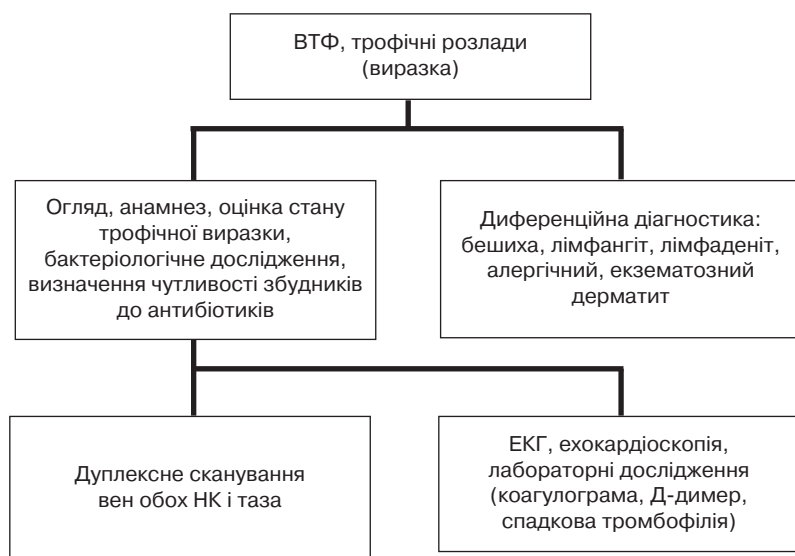 ВТФ, трофічні розлади
(виразка)
Огляд, анамнез, оцінка стану
трофічної виразки,
бактеріологічне дослідження,
визначення чутливості збудників
до антибіотиків
Диференційна діагностика:
бешиха, лімфангіт, лімфаденіт,
алергічний, екзематозний
дерматит
Дуплексне сканування
вен обох НК і таза
ЕКГ, ехокардіоскопія,
лабораторні дослідження
(коагулограма, Д-димер,
спадкова тромбофілія)